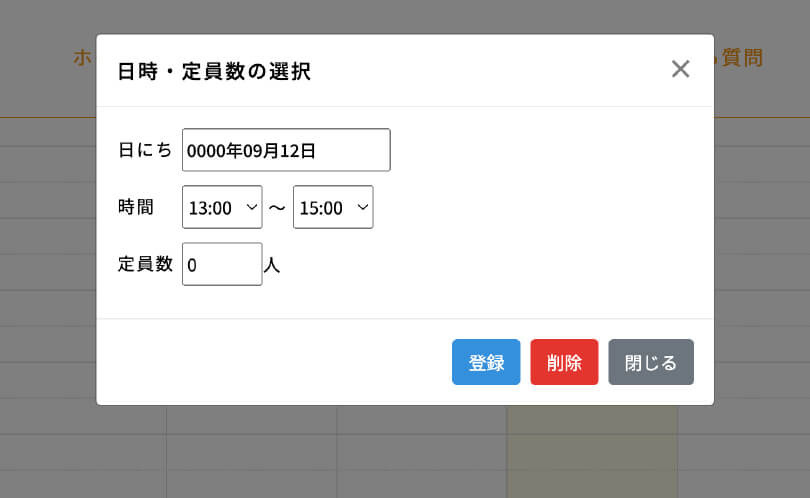 ホ
質問
日時・定員数の選択
×
日にち 0000年09月12日
時間 13:00 ～ 15:00
定員数 0 人
登録 削除 閉じる